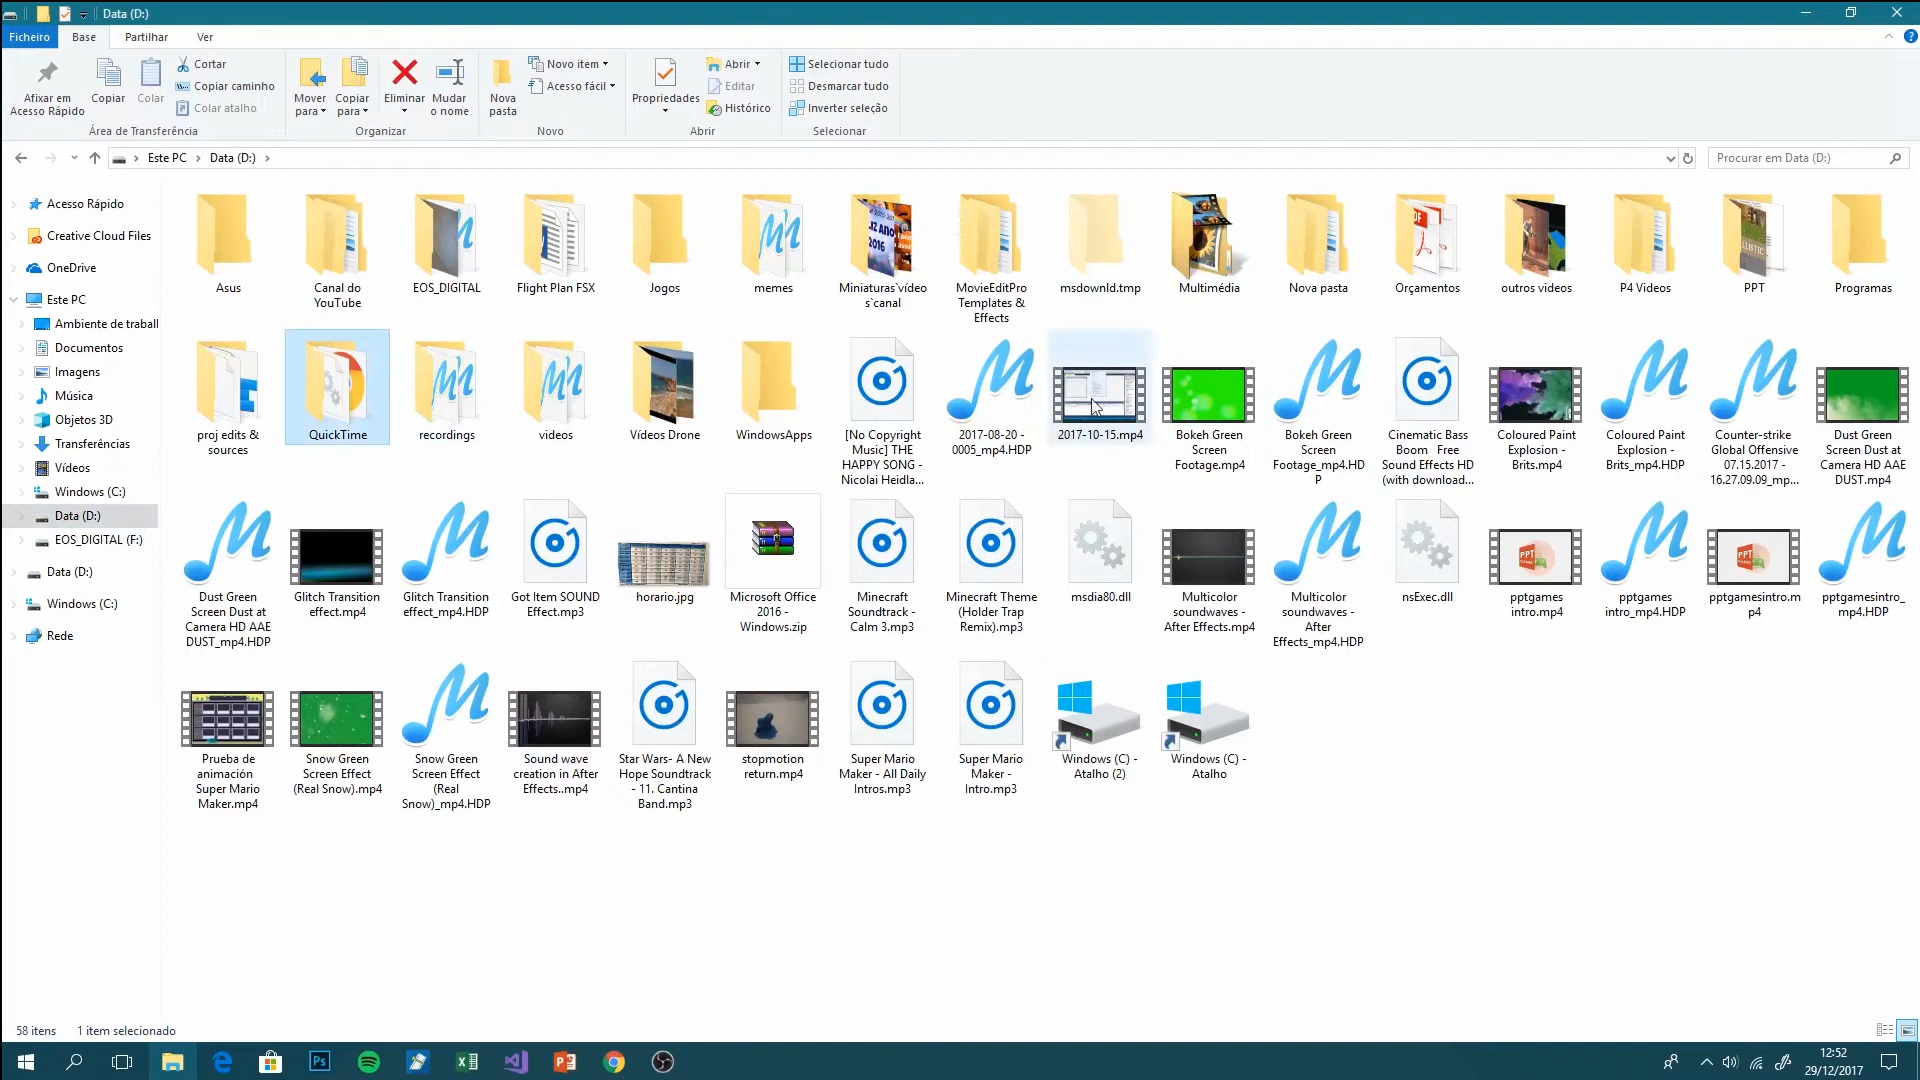 Data (D:)
Ficheiro Base Partilhar Ver
Afixar em
Acesso Rápido
Copiar
Colar
Cortar
Copiar caminho
Colar atalho
Área de Transferência
Mover
para
Copiar
para
Eliminar
Mudar
o nome
Organizar
Nova
pasta
Novo item
Acesso fácil
Novo
Propriedades
Abrir
Editar
Histórico
Abrir
Selecionar tudo
Desmarcar tudo
Inverter seleção
Selecionar
Este PC > Data (D:) >
Procurar em Data (D:)
Acesso Rápido
Creative Cloud Files
OneDrive
Este PC
Ambiente de traball
Documentos
Imagens
Música
Objetos 3D
Transferências
Vídeos
Windows (C:)
Data (D:)
EOS_DIGITAL (F:)
Data (D:)
Windows (C:)
Rede
Asus
Canal do
YouTube
EOS_DIGITAL
Flight Plan FSX
Jogos
memes
Miniaturas`vídeo
s`canal
MovieEditPro
Templates &
Effects
msdownld.tmp
Multimédia
Nova pasta
Orçamentos
outros videos
P4 Videos
PPT
Programas
proj edits &
sources
QuickTime
recordings
videos
Vídeos Drone
WindowsApps
[No Copyright
Music] THE
HAPPY SONG -
Nicolai Heidla...
2017-08-20 -
0005_mp4.HDP
2017-10-15.mp4
Bokeh Green
Screen
Footage.mp4
Bokeh Green
Screen
Footage_mp4.HD
P
Cinematic Bass
Boom Free
Sound Effects HD
(with download...
Coloured Paint
Explosion -
Brits.mp4
Coloured Paint
Explosion -
Brits_mp4.HDP
Counter-strike
Global Offensive
07.15.2017 -
16.27.09.09_mp...
Dust Green
Screen Dust at
Camera HD AAE
DUST.mp4
Dust Green
Screen Dust at
Camera HD AAE
DUST_mp4.HDP
Glitch Transition
effect.mp4
Glitch Transition
effect_mp4.HDP
Got Item SOUND
Effect.mp3
horario.jpg
Microsoft Office
2016 -
Windows.zip
Minecraft
Soundtrack -
Calm 3.mp3
Minecraft Theme
(Holder Trap
Remix).mp3
msdia80.dll
Multicolor
soundwaves -
After Effects.mp4
Multicolor
soundwaves -
After
Effects_mp4.HDP
nsExec.dll
pptgames
intro.mp4
pptgames
intro_mp4.HDP
pptgamesintro.m
p4
pptgamesintro_
mp4.HDP
Prueba de
animación
Super Mario
Maker.mp4
Snow Green
Screen Effect
(Real Snow).mp4
Snow Green
Screen Effect
(Real
Snow)_mp4.HDP
Sound wave
creation in After
Effects..mp4
Star Wars- A New
Hope Soundtrack
- 11. Cantina
Band.mp3
stopmotion
return.mp4
Super Mario
Maker - All Daily
Intros.mp3
Super Mario
Maker -
Intro.mp3
Windows (C) -
Atalho (2)
Windows (C) -
Atalho
58 itens 1 item selecionado
12:52
29/12/2017